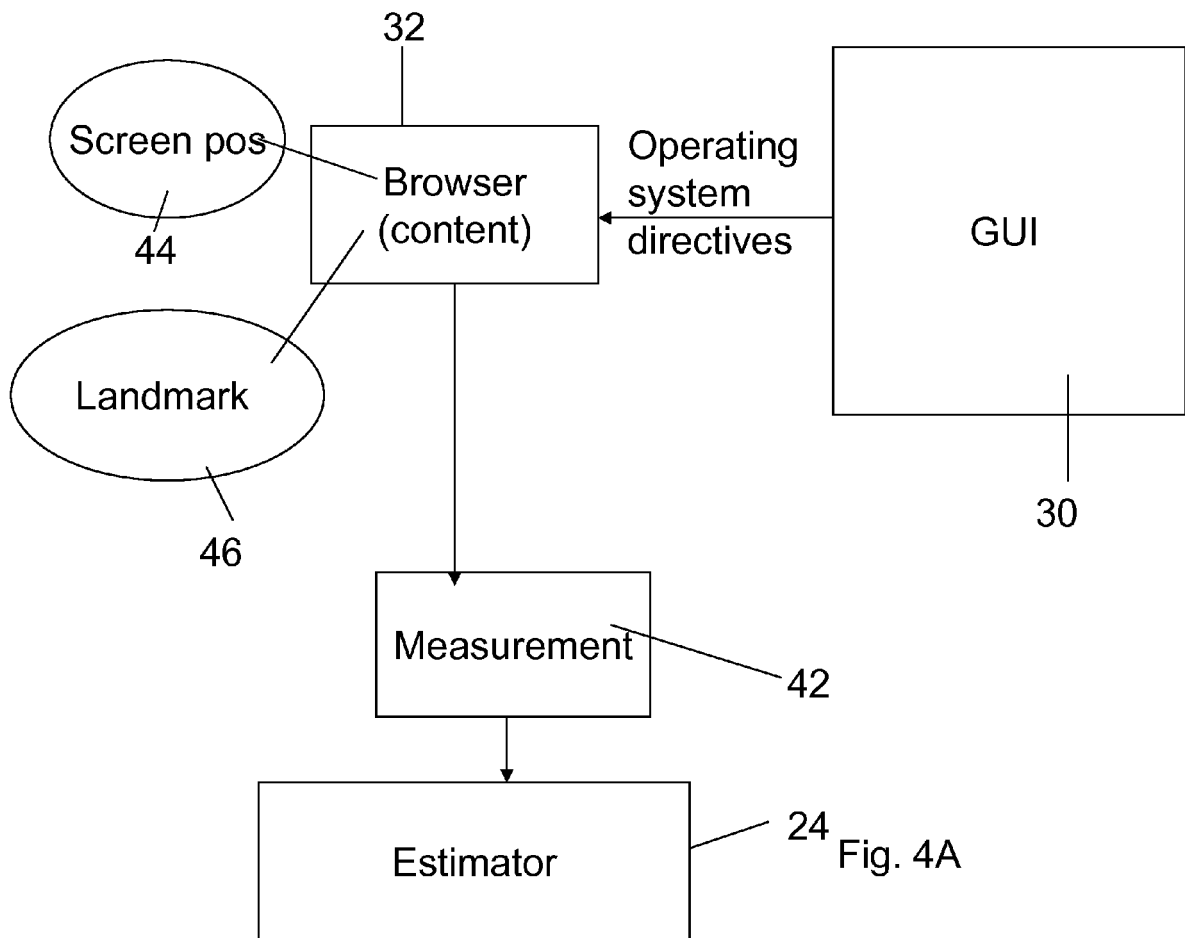 32
Screen pos
44
Browser
(content)
Operating
system
directives
GUI
30
Landmark
46
Measurement
42
Estimator
24
Fig. 4A